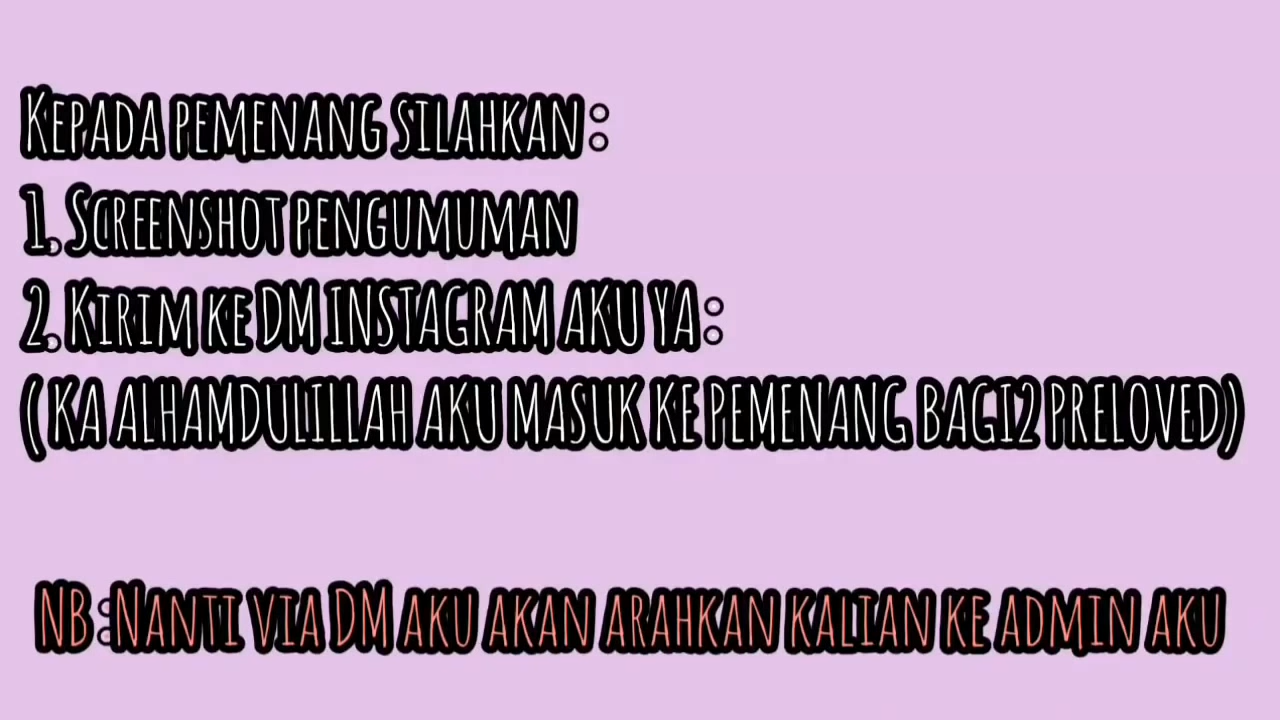 Kepada pemenang silahkan :
1. Screenshot pengumuman
2. Kirim ke DM INSTAGRAM AKU YA :
( KA ALHAMDULILLAH AKU MASUK KE PEMENANG BAGI2 PRELOVED)
NB :Nanti via DM aku akan arahkan kalian ke admin aku